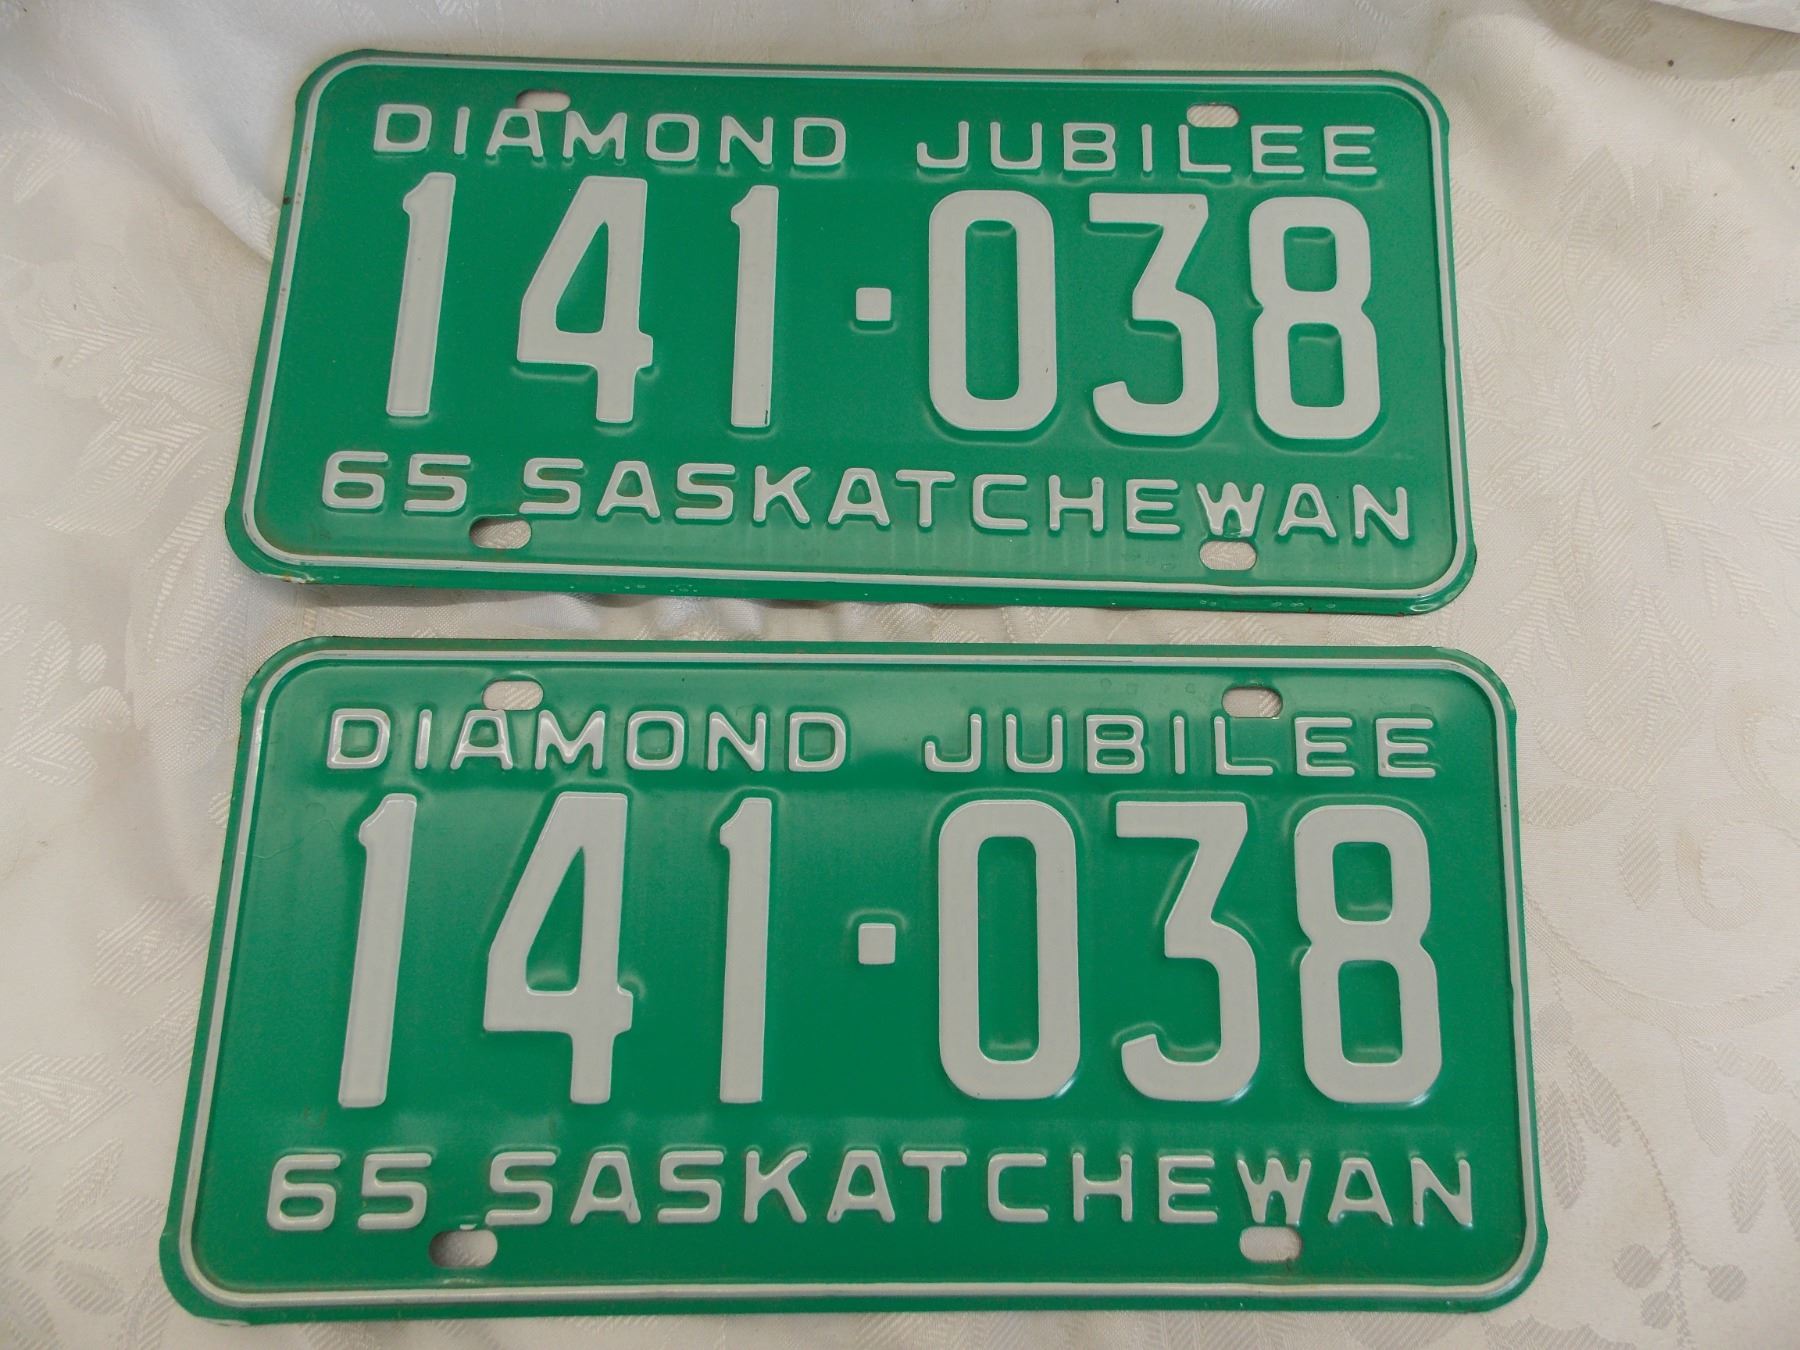 DIAMOND JUBILEE
141·038
65 SASKATCHEWAN
DIAMOND JUBILEE
141·038
65 SASKATCHEWAN